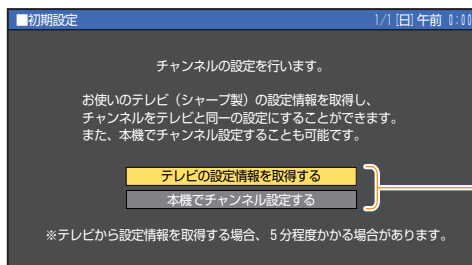 ■初期設定
1/1[日]午前 0:00
チャンネルの設定を行います。
お使いのテレビ（シャープ製）の設定情報を取得し、
チャンネルをテレビと同一の設定にすることができます。
また、本機でチャンネル設定することも可能です。
テレビの設定情報を取得する
本機でチャンネル設定する
※テレビから設定情報を取得する場合、5分程度かかる場合があります。